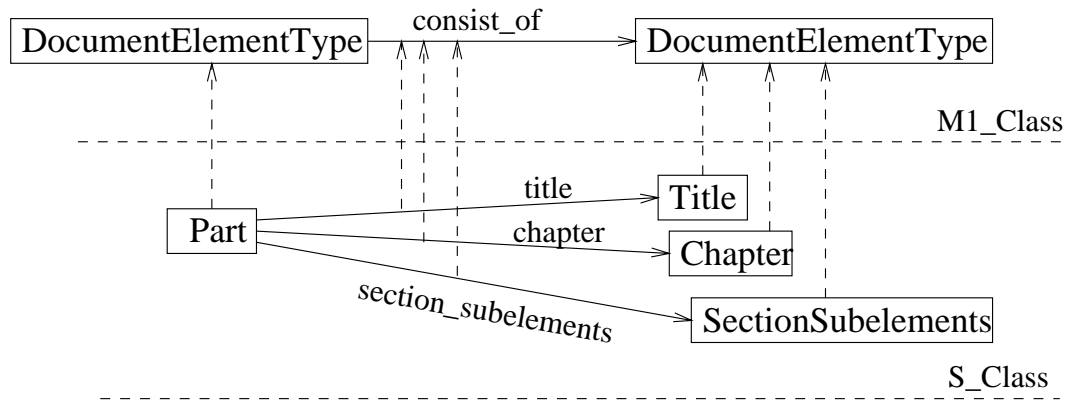 consist_of
DocumentElementType
DocumentElementType
M1_Class
title
Title
Part
chapter
Chapter
section_subelements
SectionSubelements
S_Class